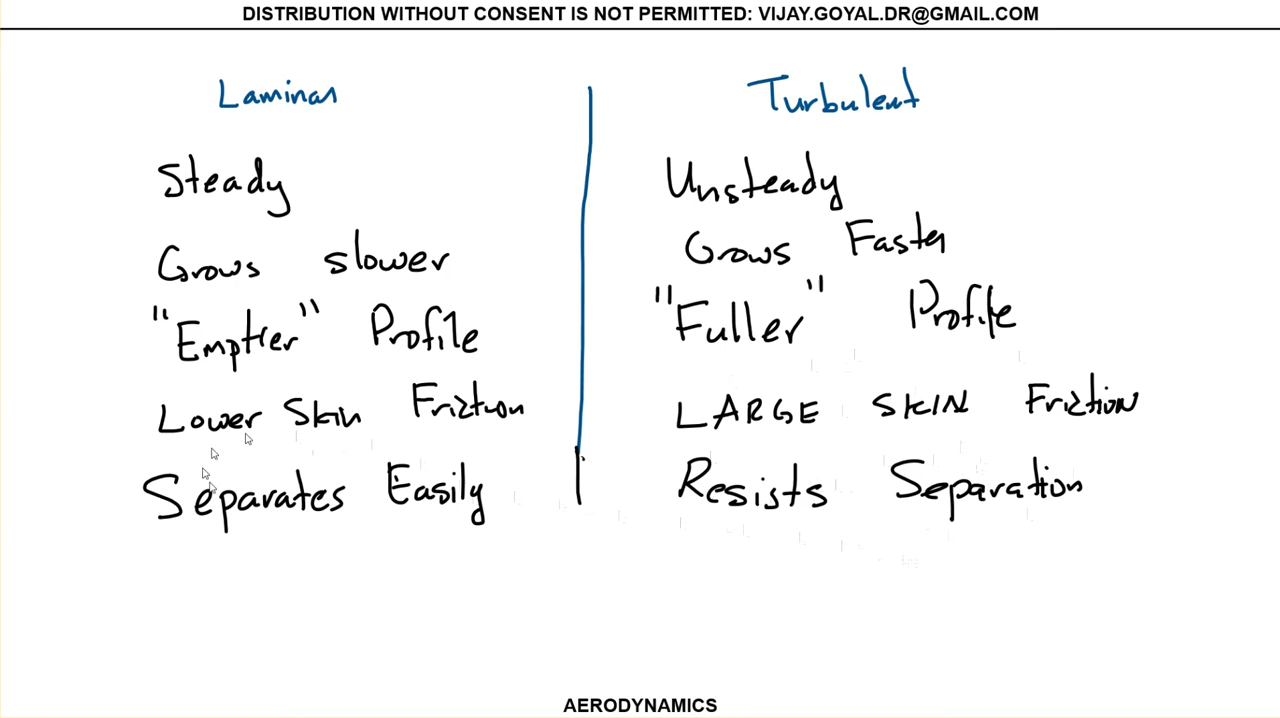 DISTRIBUTION WITHOUT CONSENT IS NOT PERMITTED: VIJAY.GOYAL.DR@GMAIL.COM
Laminar
Steady
Grows slower
"Emptier" Profile
Lower Skin Friction
Separates Easily
Turbulent
Unsteady
Grows Faster
"Fuller" Profile
LARGE SKIN Friction
Resists Separation
AERODYNAMICS